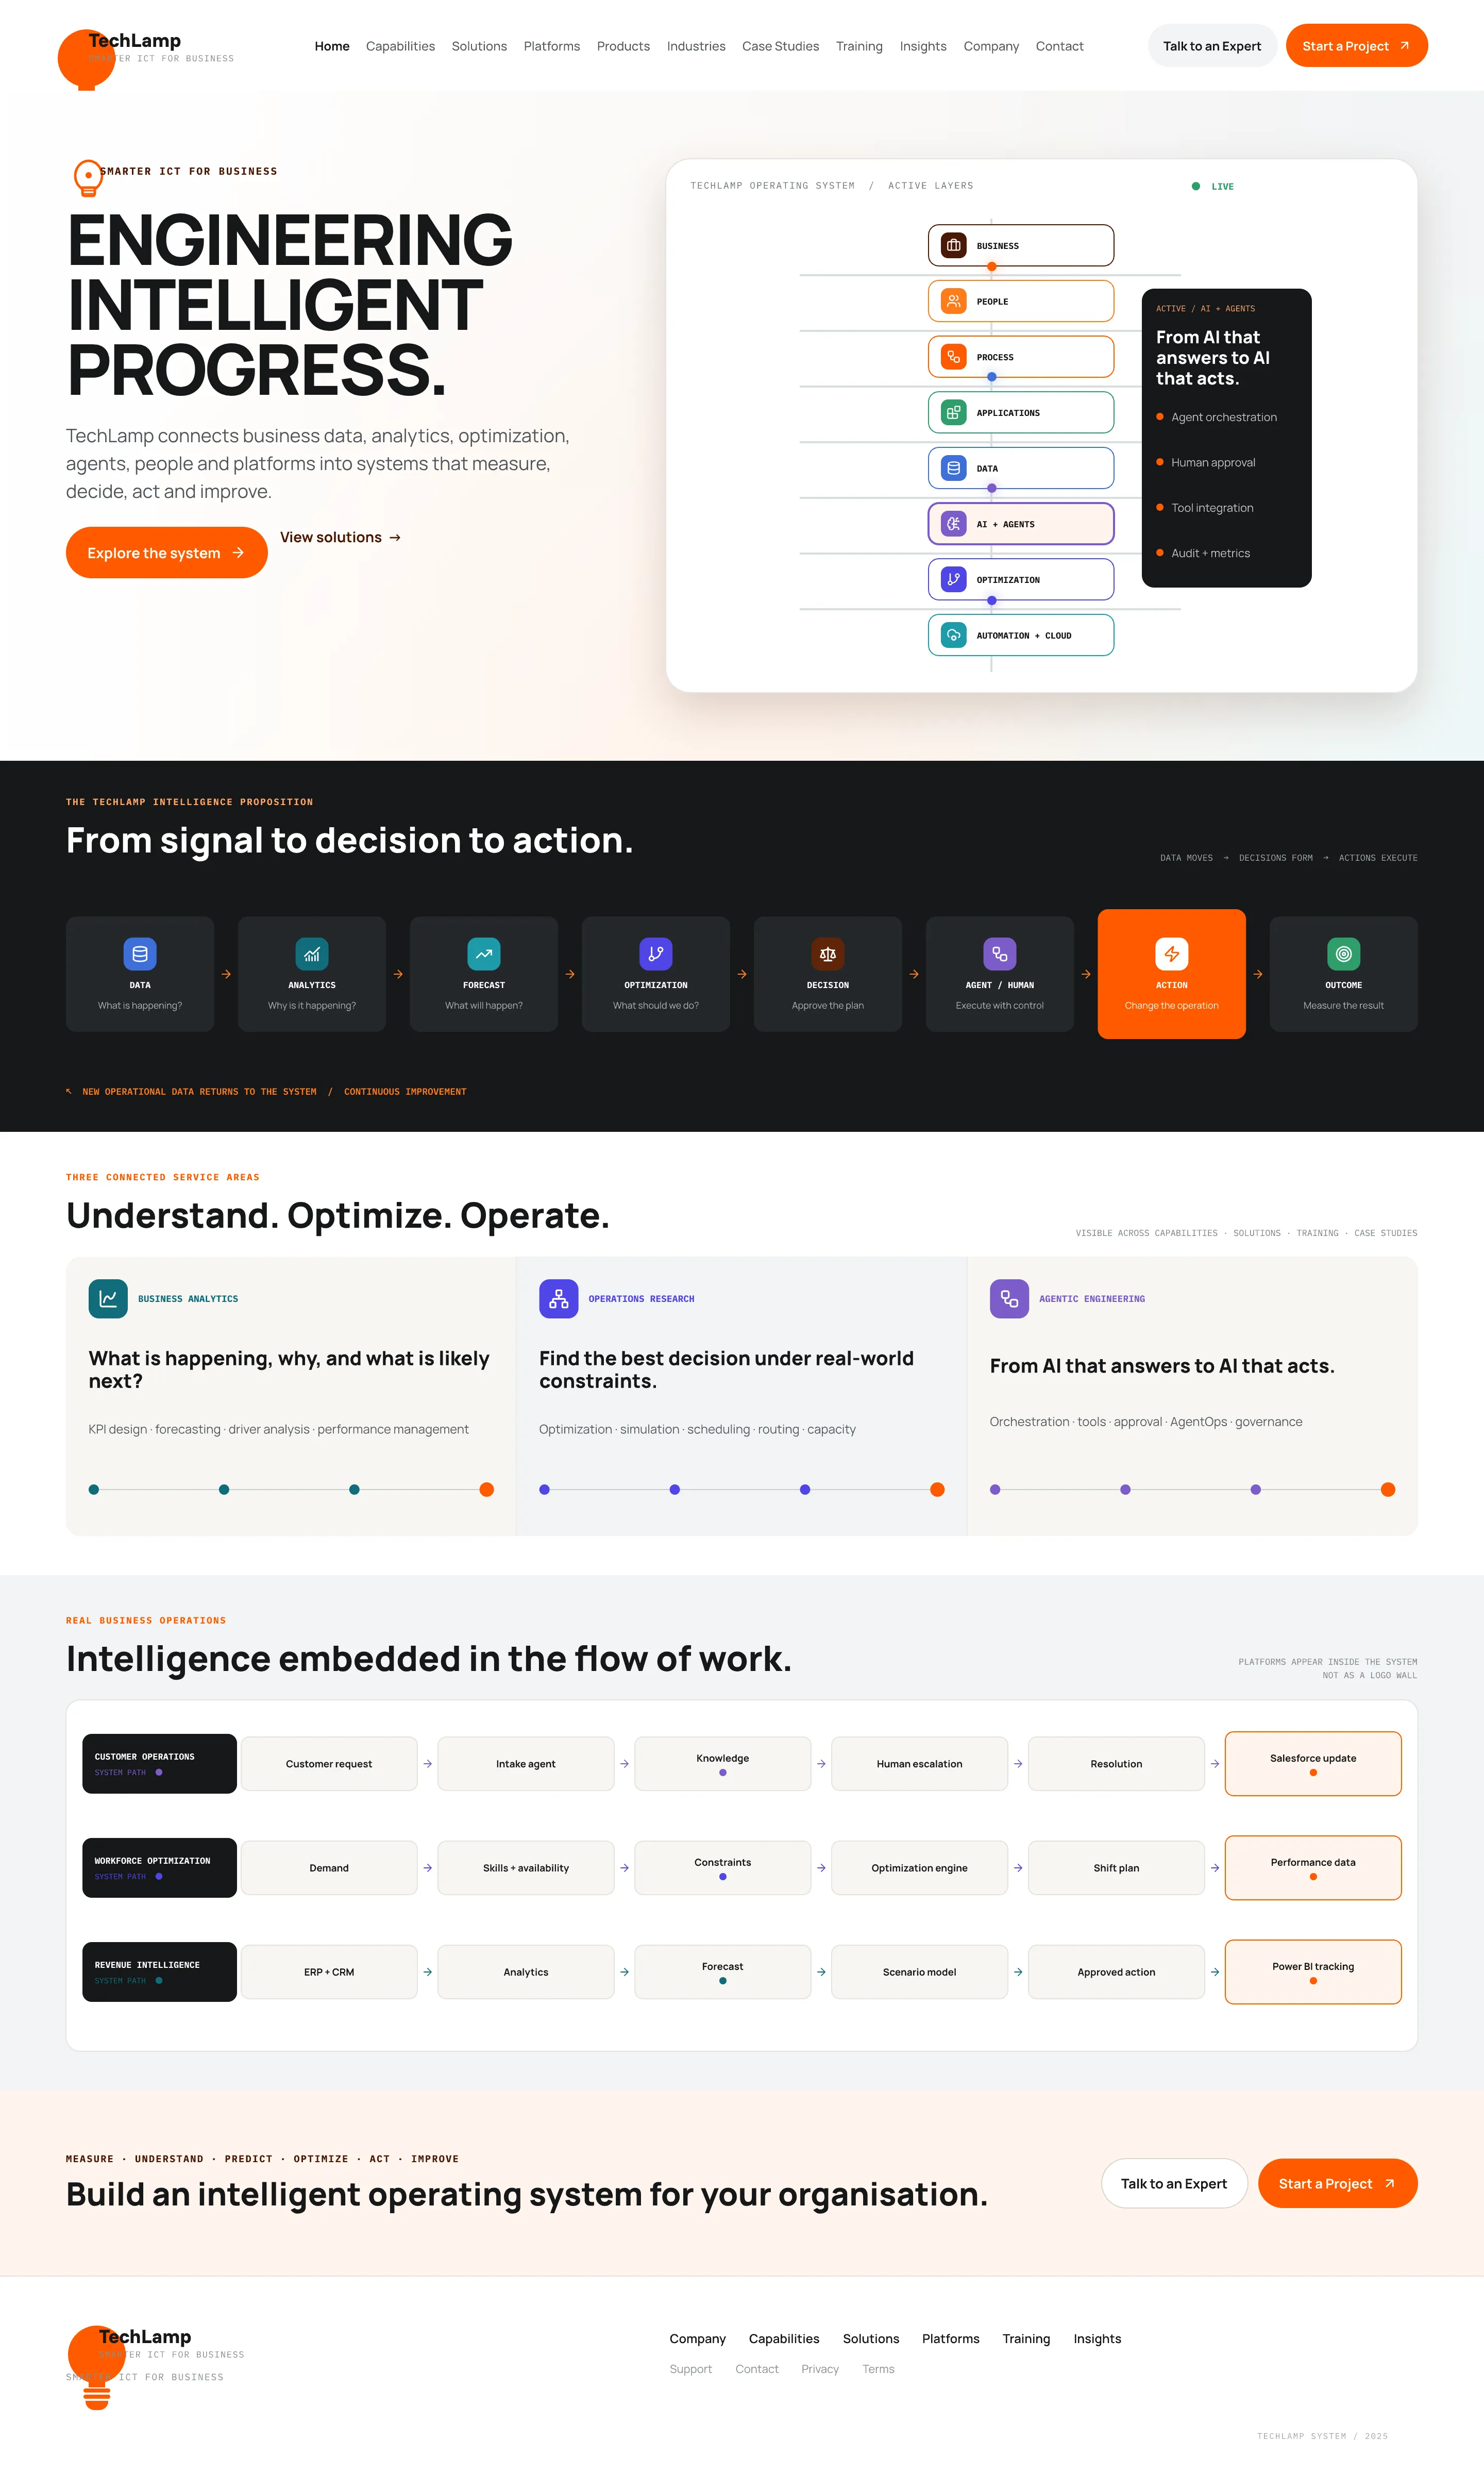 TechLamp
SMARTER ICT FOR BUSINESS
Home Capabilities Solutions Platforms Products Industries Case Studies Training Insights Company Contact
Talk to an Expert
Start a Project ↗
SMARTER ICT FOR BUSINESS
ENGINEERING
INTELLIGENT
PROGRESS.
TechLamp connects business data, analytics, optimization,
agents, people and platforms into systems that measure,
decide, act and improve.
Explore the system →
View solutions →
TECHLAMP OPERATING SYSTEM / ACTIVE LAYERS
LIVE
BUSINESS
PEOPLE
PROCESS
APPLICATIONS
DATA
AI + AGENTS
OPTIMIZATION
AUTOMATION + CLOUD
ACTIVE / AI + AGENTS
From AI that
answers to AI
that acts.
Agent orchestration
Human approval
Tool integration
Audit + metrics
THE TECHLAMP INTELLIGENCE PROPOSITION
From signal to decision to action.
DATA MOVES → DECISIONS FORM → ACTIONS EXECUTE
DATA
What is happening?
ANALYTICS
Why is it happening?
FORECAST
What will happen?
OPTIMIZATION
What should we do?
DECISION
Approve the plan
AGENT / HUMAN
Execute with control
ACTION
Change the operation
OUTCOME
Measure the result
↖ NEW OPERATIONAL DATA RETURNS TO THE SYSTEM / CONTINUOUS IMPROVEMENT
THREE CONNECTED SERVICE AREAS
Understand. Optimize. Operate.
VISIBLE ACROSS CAPABILITIES · SOLUTIONS · TRAINING · CASE STUDIES
BUSINESS ANALYTICS
What is happening, why, and what is likely
next?
KPI design · forecasting · driver analysis · performance management
OPERATIONS RESEARCH
Find the best decision under real-world
constraints.
Optimization · simulation · scheduling · routing · capacity
AGENTIC ENGINEERING
From AI that answers to AI that acts.
Orchestration · tools · approval · AgentOps · governance
REAL BUSINESS OPERATIONS
Intelligence embedded in the flow of work.
PLATFORMS APPEAR INSIDE THE SYSTEM
NOT AS A LOGO WALL
CUSTOMER OPERATIONS
SYSTEM PATH
Customer request → Intake agent → Knowledge → Human escalation → Resolution → Salesforce update
WORKFORCE OPTIMIZATION
SYSTEM PATH
Demand → Skills + availability → Constraints → Optimization engine → Shift plan → Performance data
REVENUE INTELLIGENCE
SYSTEM PATH
ERP + CRM → Analytics → Forecast → Scenario model → Approved action → Power BI tracking
MEASURE · UNDERSTAND · PREDICT · OPTIMIZE · ACT · IMPROVE
Build an intelligent operating system for your organisation.
Talk to an Expert
Start a Project ↗
TechLamp
SMARTER ICT FOR BUSINESS
SMARTER ICT FOR BUSINESS
Company Capabilities Solutions Platforms Training Insights
Support Contact Privacy Terms
TECHLAMP SYSTEM / 2025